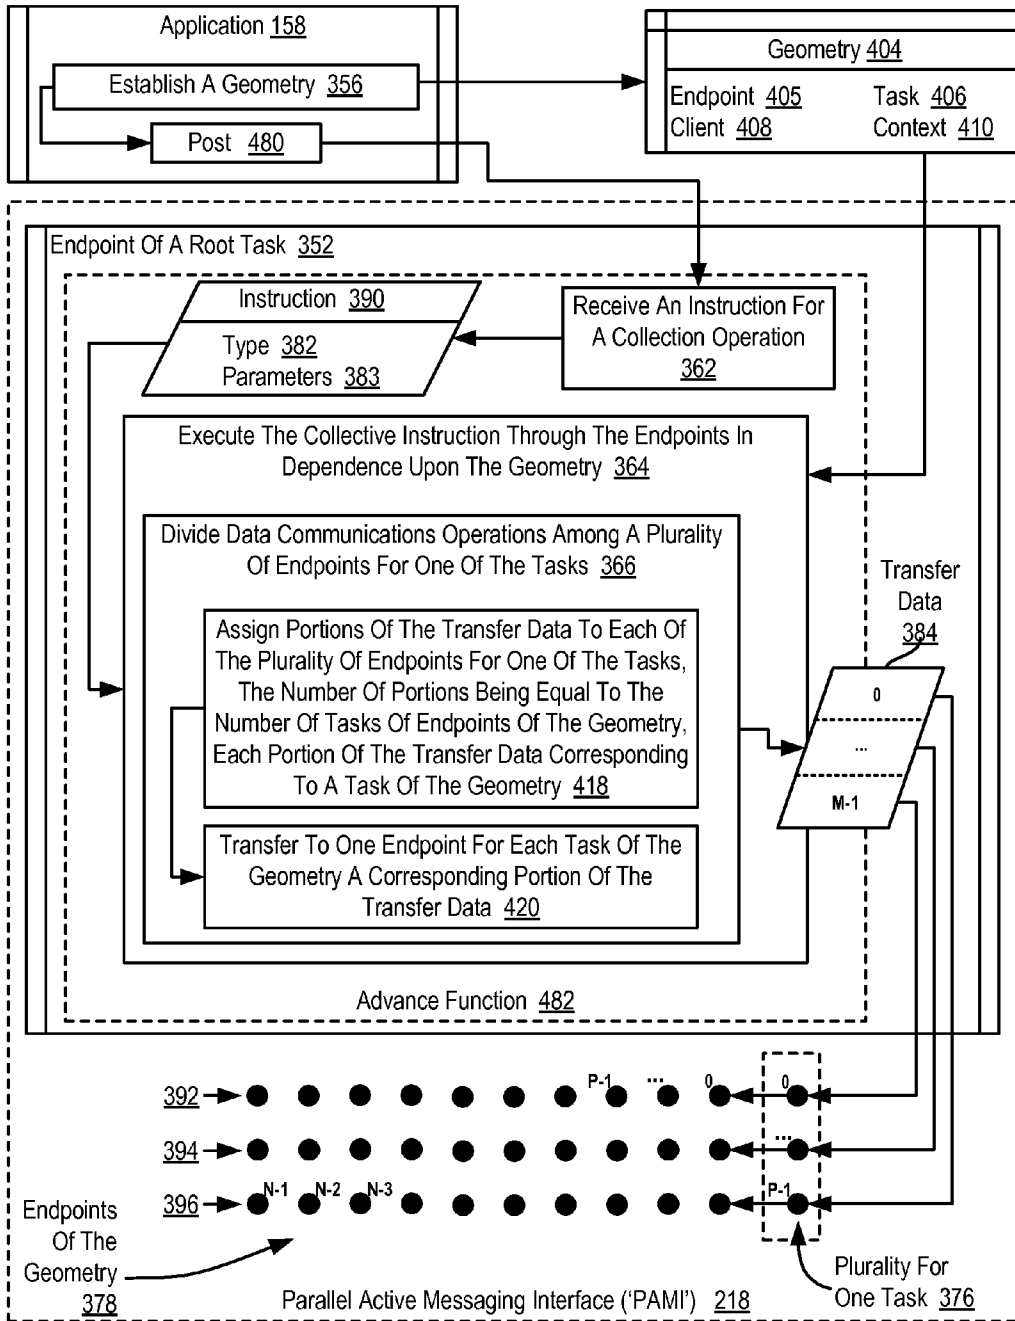 Application 158
Establish A Geometry 356
Post 480
Geometry 404
Endpoint 405 Task 406
Client 408 Context 410
Endpoint Of A Root Task 352
Instruction 390
Type 382
Parameters 383
Receive An Instruction For
A Collection Operation
362
Execute The Collective Instruction Through The Endpoints In
Dependence Upon The Geometry 364
Divide Data Communications Operations Among A Plurality
Of Endpoints For One Of The Tasks 366
Assign Portions Of The Transfer Data To Each Of
The Plurality Of Endpoints For One Of The Tasks,
The Number Of Portions Being Equal To The
Number Of Tasks Of Endpoints Of The Geometry,
Each Portion Of The Transfer Data Corresponding
To A Task Of The Geometry 418
Transfer To One Endpoint For Each Task Of The
Geometry A Corresponding Portion Of The
Transfer Data 420
Transfer
Data
384
0
...
M-1
Advance Function 482
392 P-1 ... 0 0
394 ...
396 N-1 N-2 N-3 P-1
Endpoints
Of The
Geometry
378
Plurality For
One Task 376
Parallel Active Messaging Interface (‘PAMI’) 218